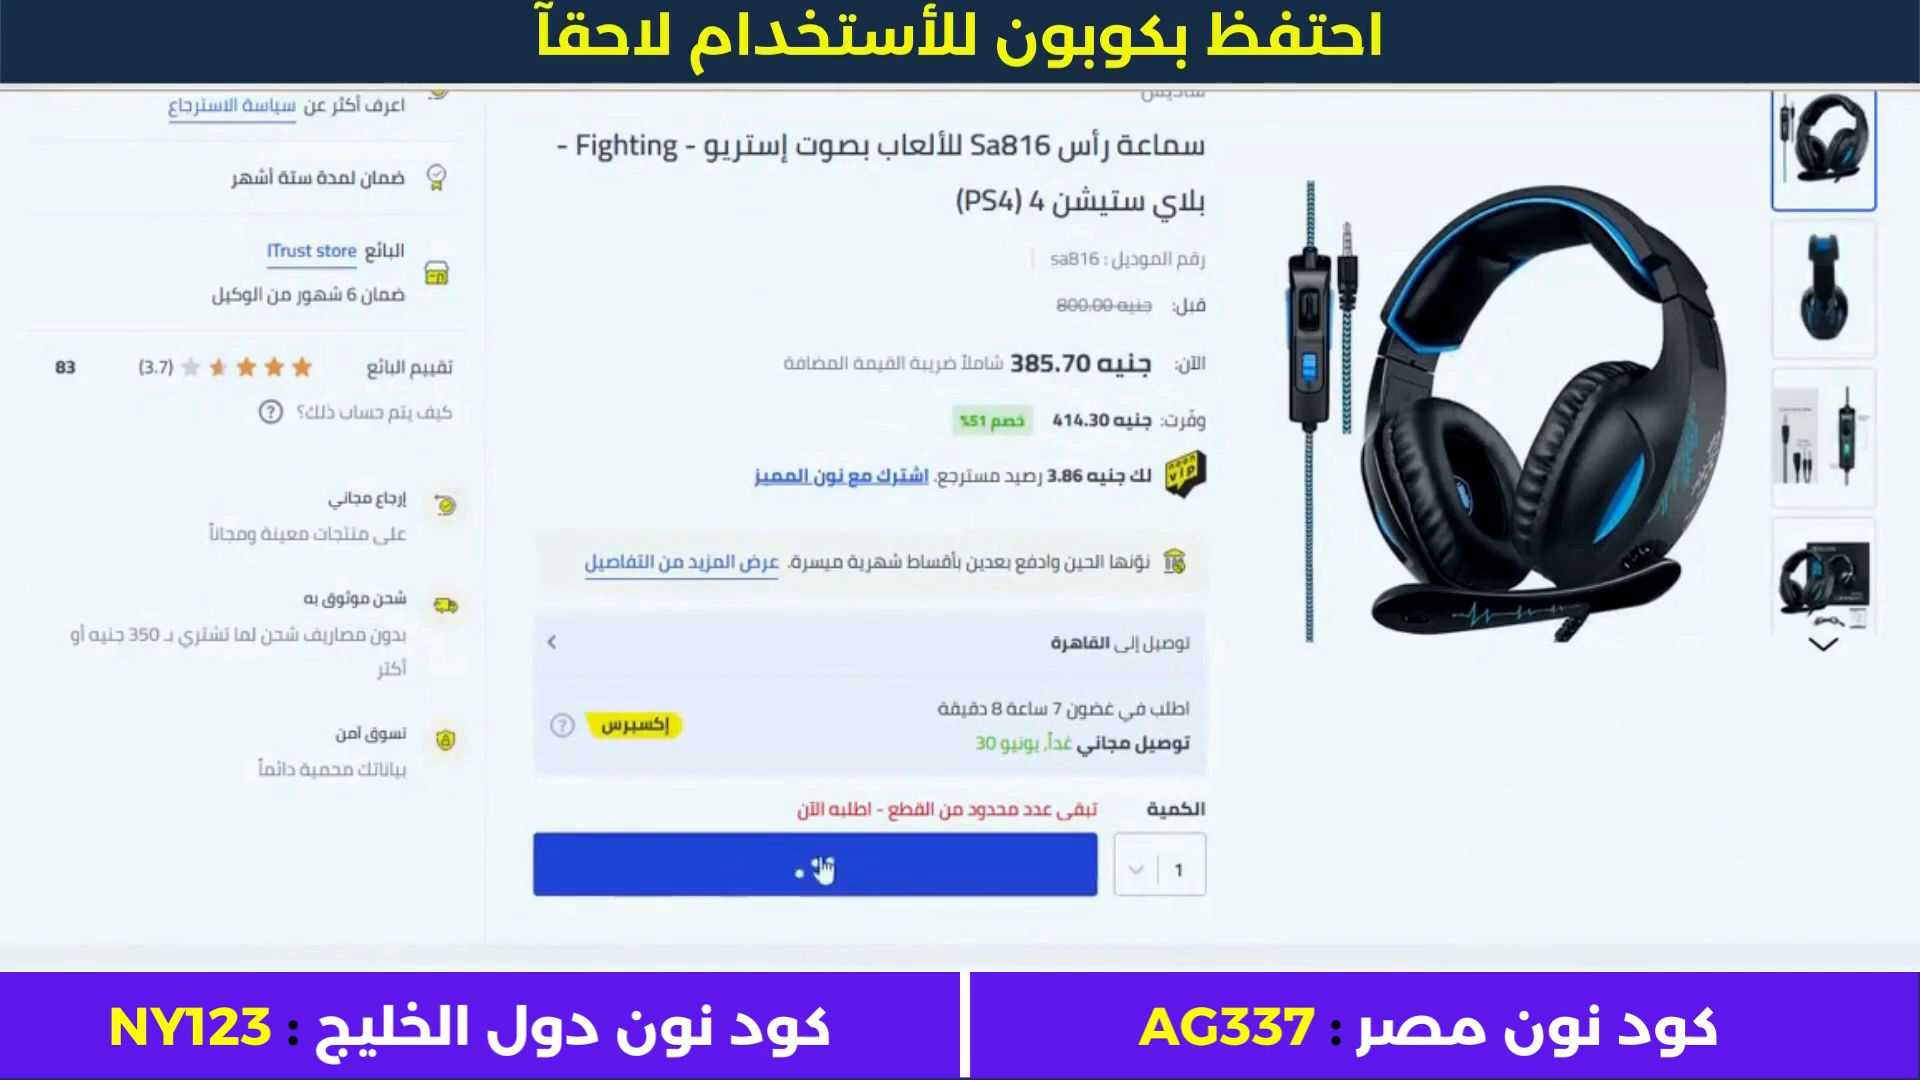 احتفظ بكوبون للأستخدام لاحقآ
سماعة رأس Sa816 للألعاب بصوت إستريو - Fighting -
بلاي ستيشن 4 (PS4)
رقم الموديل : sa816
قبل: جنيه 800.00
الآن: جنيه 385.70 شاملاً ضريبة القيمة المضافة
وفّرت: جنيه 414.30 خصم 51%
noon vip
لك جنيه 3.86 رصيد مسترجع. اشترك مع نون المميز
نوّنها الحين وادفع بعدين بأقساط شهرية ميسرة. عرض المزيد من التفاصيل
توصيل إلى القاهرة
اطلب في غضون 7 ساعة 8 دقيقة
توصيل مجاني غداً, يونيو 30
إكسبرس
الكمية
تبقى عدد محدود من القطع - اطلبه الآن
1
اعرف أكثر عن سياسة الاسترجاع
ضمان لمدة ستة أشهر
البائع ITrust store
ضمان 6 شهور من الوكيل
تقييم البائع (3.7) 83
كيف يتم حساب ذلك؟
إرجاع مجاني
على منتجات معينة ومجاناً
شحن موثوق به
بدون مصاريف شحن لما تشتري بـ 350 جنيه أو
أكثر
تسوق آمن
بياناتك محمية دائماً
كود نون مصر : AG337
كود نون دول الخليج : NY123